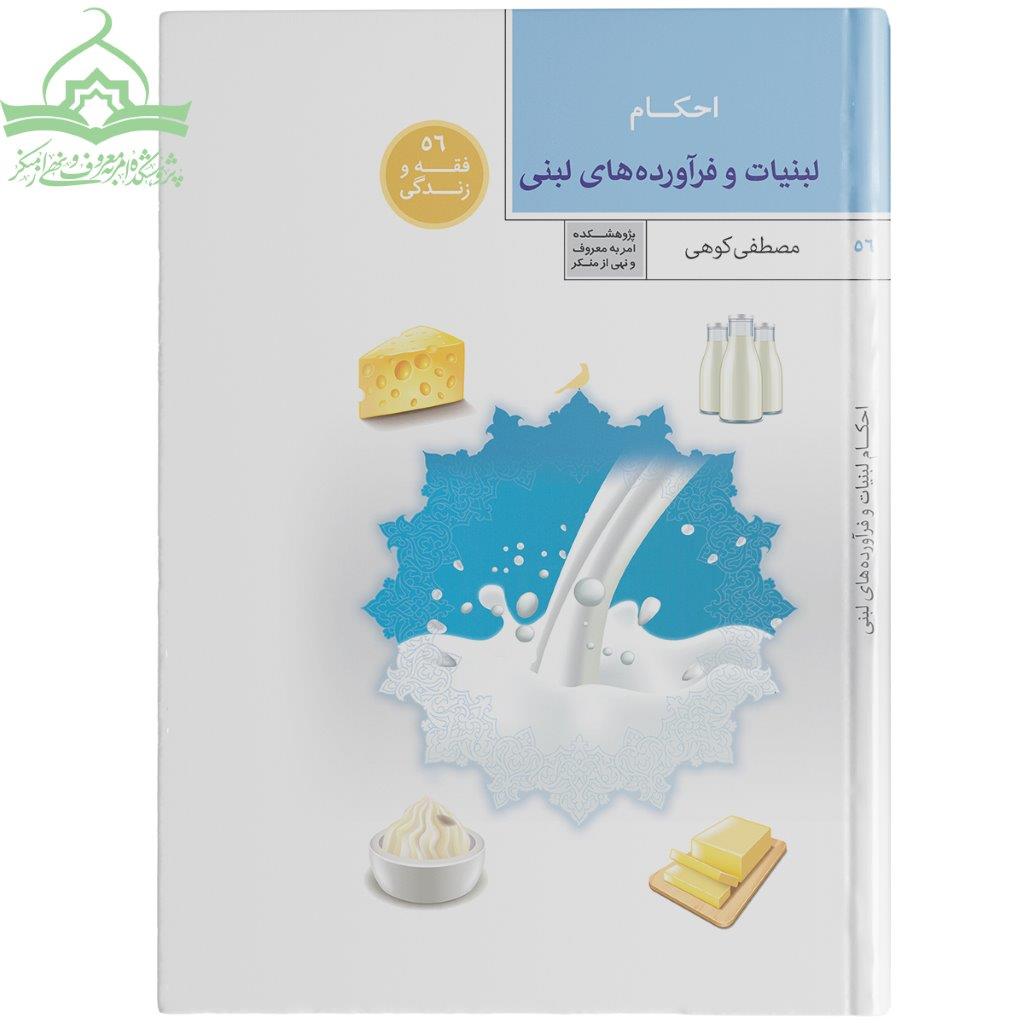 پژوهشکده امر به معروف و نهی از منکر
احکام
لبنیات و فرآورده‌های لبنی
۵۶
فقه و
زندگی
مصطفی کوهی
پژوهشکده
امر به معروف
و نهی از منکر
۵۶
احکام لبنیات و فرآورده‌های لبنی